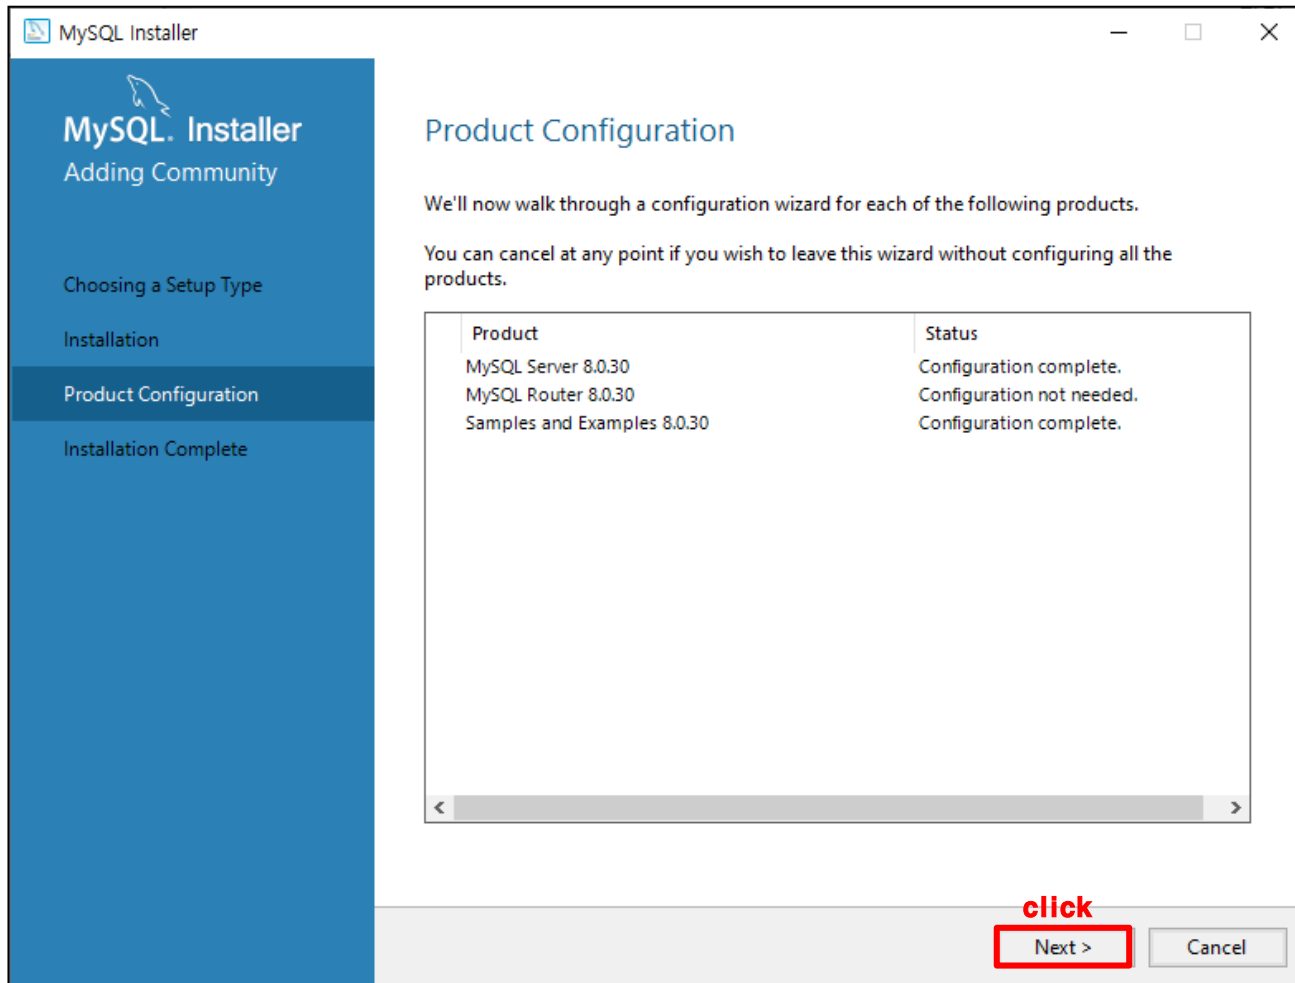 MySQL Installer
MySQL. Installer
Adding Community
Choosing a Setup Type
Installation
Product Configuration
Installation Complete
Product Configuration
We'll now walk through a configuration wizard for each of the following products.
You can cancel at any point if you wish to leave this wizard without configuring all the
products.
Product Status
MySQL Server 8.0.30 Configuration complete.
MySQL Router 8.0.30 Configuration not needed.
Samples and Examples 8.0.30 Configuration complete.
click
Next > Cancel